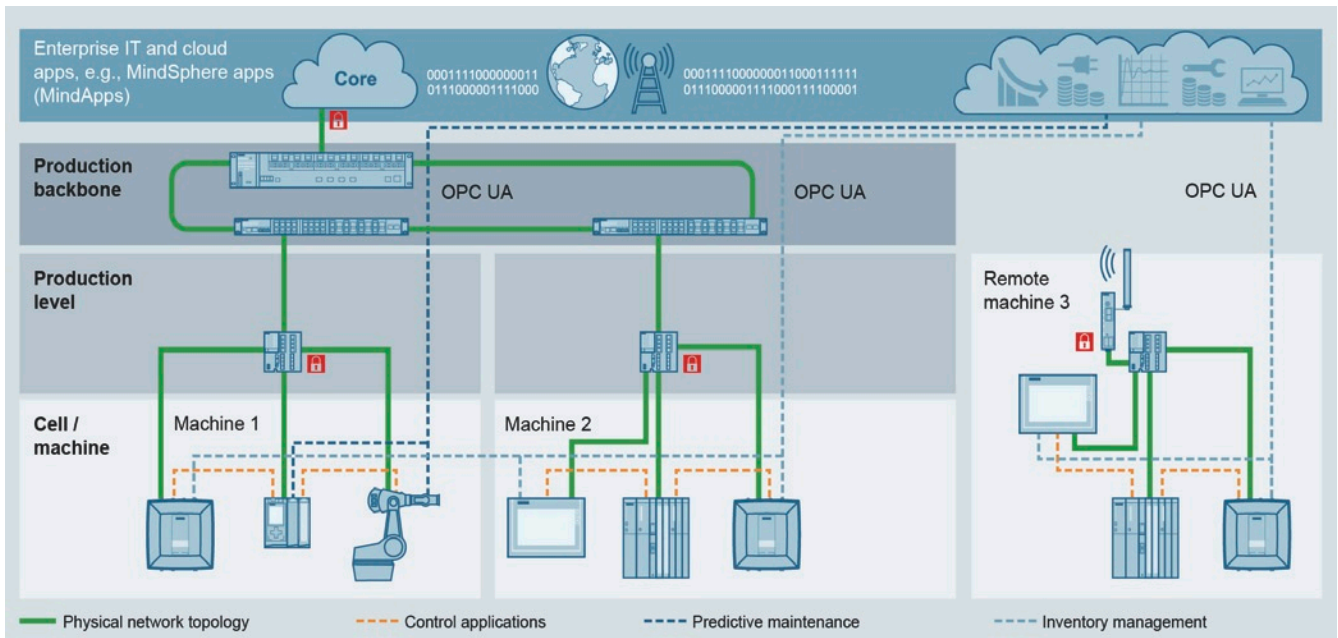 Enterprise IT and cloud
apps, e.g., MindSphere apps
(MindApps)
Core
0001111000000011
0111000001111000
0001111000000011000111111
0111000001111000111100001
Production
backbone
OPC UA
OPC UA
OPC UA
Production
level
Remote
machine 3
Cell /
machine
Machine 1
Machine 2
Physical network topology
Control applications
Predictive maintenance
Inventory management